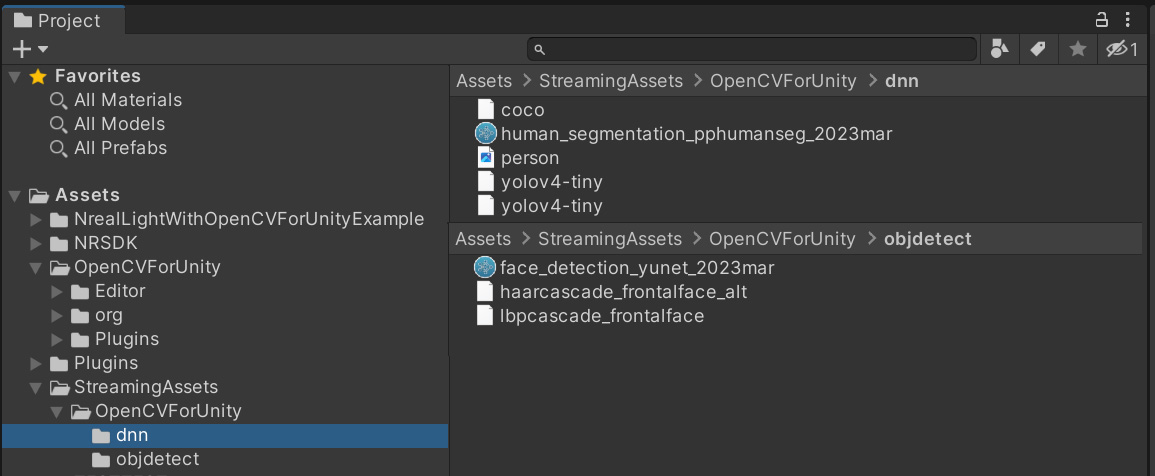 Project
1
Favorites
All Materials
All Models
All Prefabs
Assets
NrealLightWithOpenCVForUnityExample
NRSDK
OpenCVForUnity
Editor
org
Plugins
Plugins
StreamingAssets
OpenCVForUnity
dnn
objdetect
Assets > StreamingAssets > OpenCVForUnity > dnn
coco
human_segmentation_pphumanseg_2023mar
person
yolov4-tiny
yolov4-tiny
Assets > StreamingAssets > OpenCVForUnity > objdetect
face_detection_yunet_2023mar
haarcascade_frontalface_alt
lbpcascade_frontalface